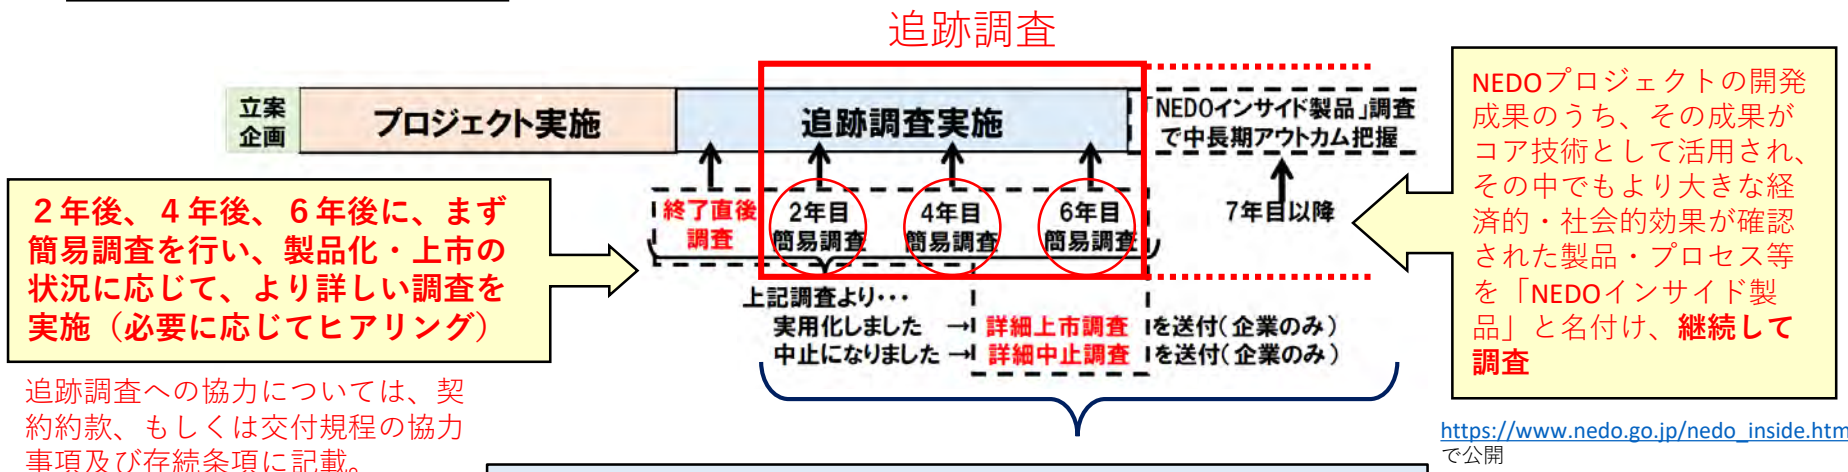 追跡調査
立案
企画
プロジェクト実施
追跡調査実施
「NEDOインサイド製品」調査
で中長期アウトカム把握
終了直後
調査
2年目
簡易調査
4年目
簡易調査
6年目
簡易調査
7年目以降
上記調査より・・・
実用化しました →詳細上市調査を送付(企業のみ)
中止になりました→詳細中止調査を送付(企業のみ)
２年後、４年後、６年後に、まず
簡易調査を行い、製品化・上市の
状況に応じて、より詳しい調査を
実施（必要に応じてヒアリング）
追跡調査への協力については、契
約約款、もしくは交付規程の協力
事項及び存続条項に記載。
NEDOプロジェクトの開発
成果のうち、その成果が
コア技術として活用され、
その中でもより大きな経
済的・社会的効果が確認
された製品・プロセス等
を「NEDOインサイド製
品」と名付け、継続して
調査
https://www.nedo.go.jp/nedo_inside.htm
で公開